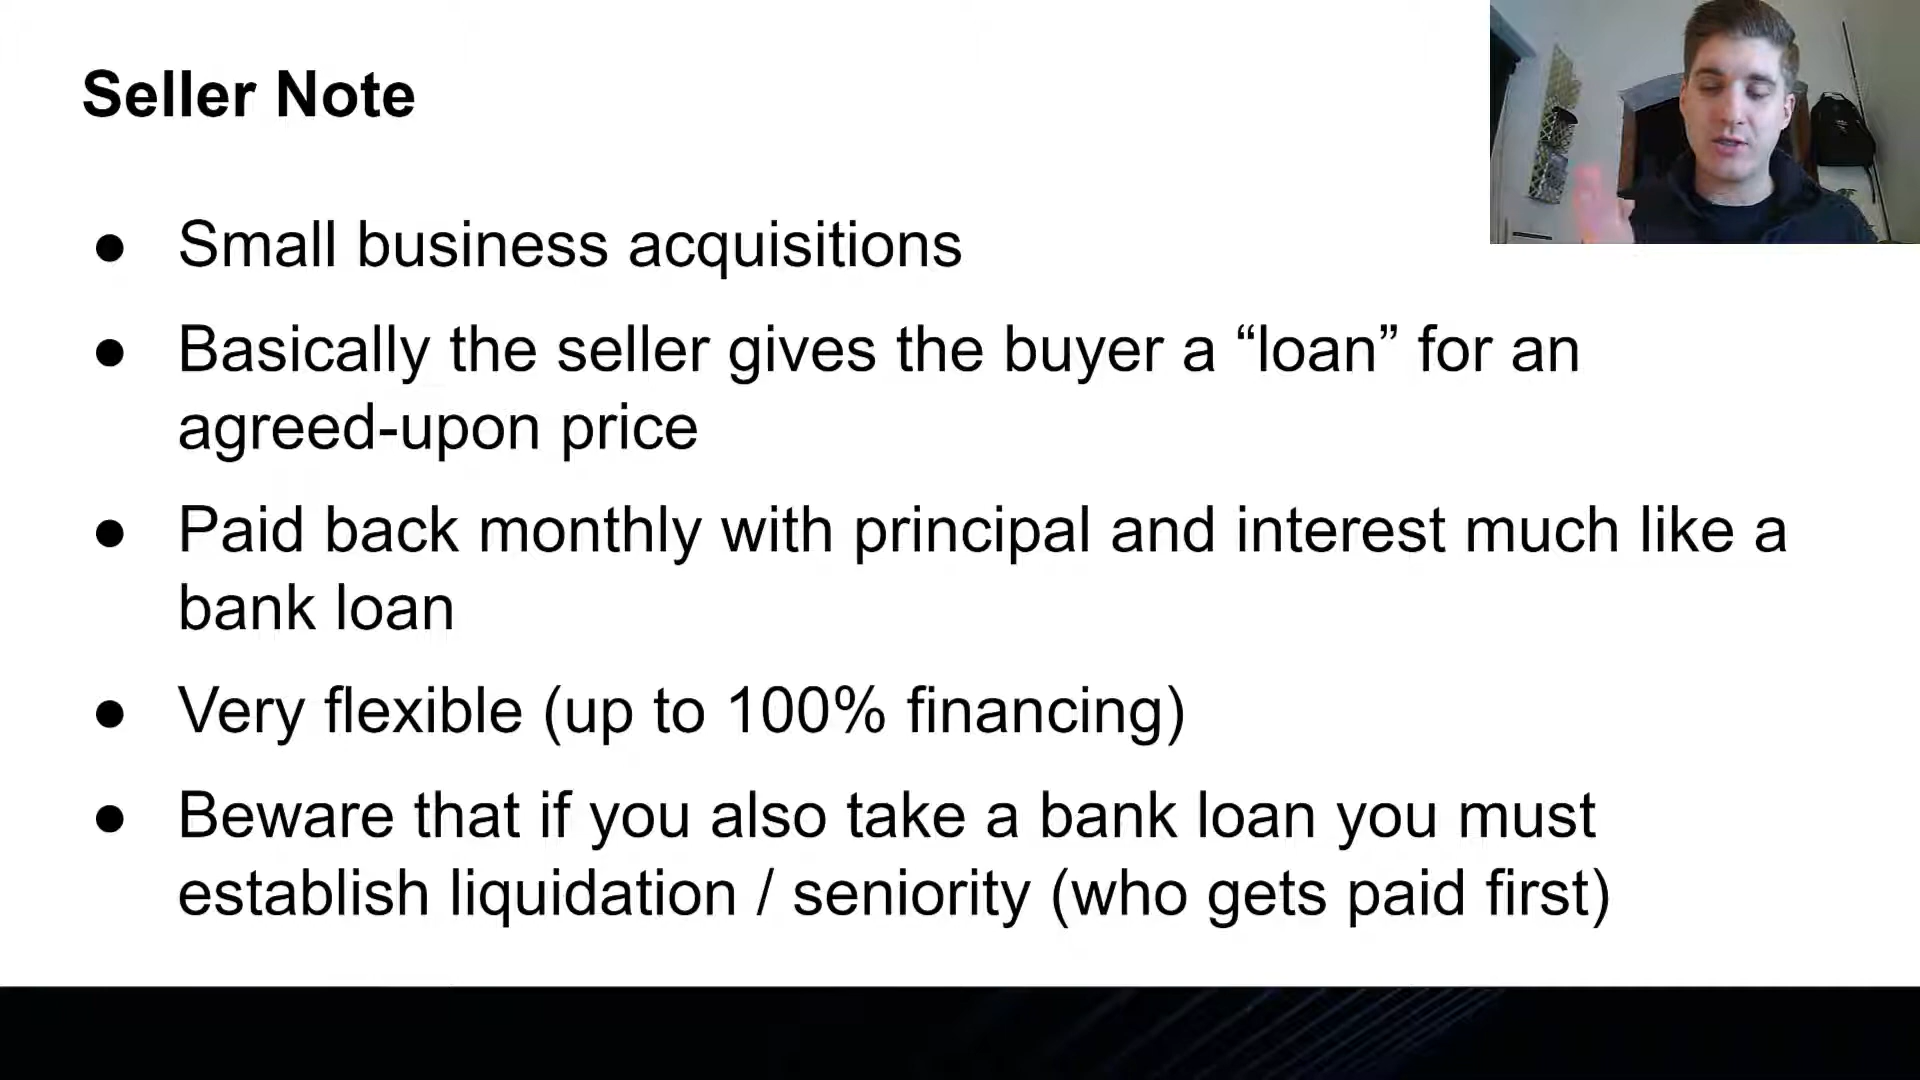 Seller Note
● Small business acquisitions
● Basically the seller gives the buyer a “loan” for an
agreed-upon price
● Paid back monthly with principal and interest much like a
bank loan
● Very flexible (up to 100% financing)
● Beware that if you also take a bank loan you must
establish liquidation / seniority (who gets paid first)